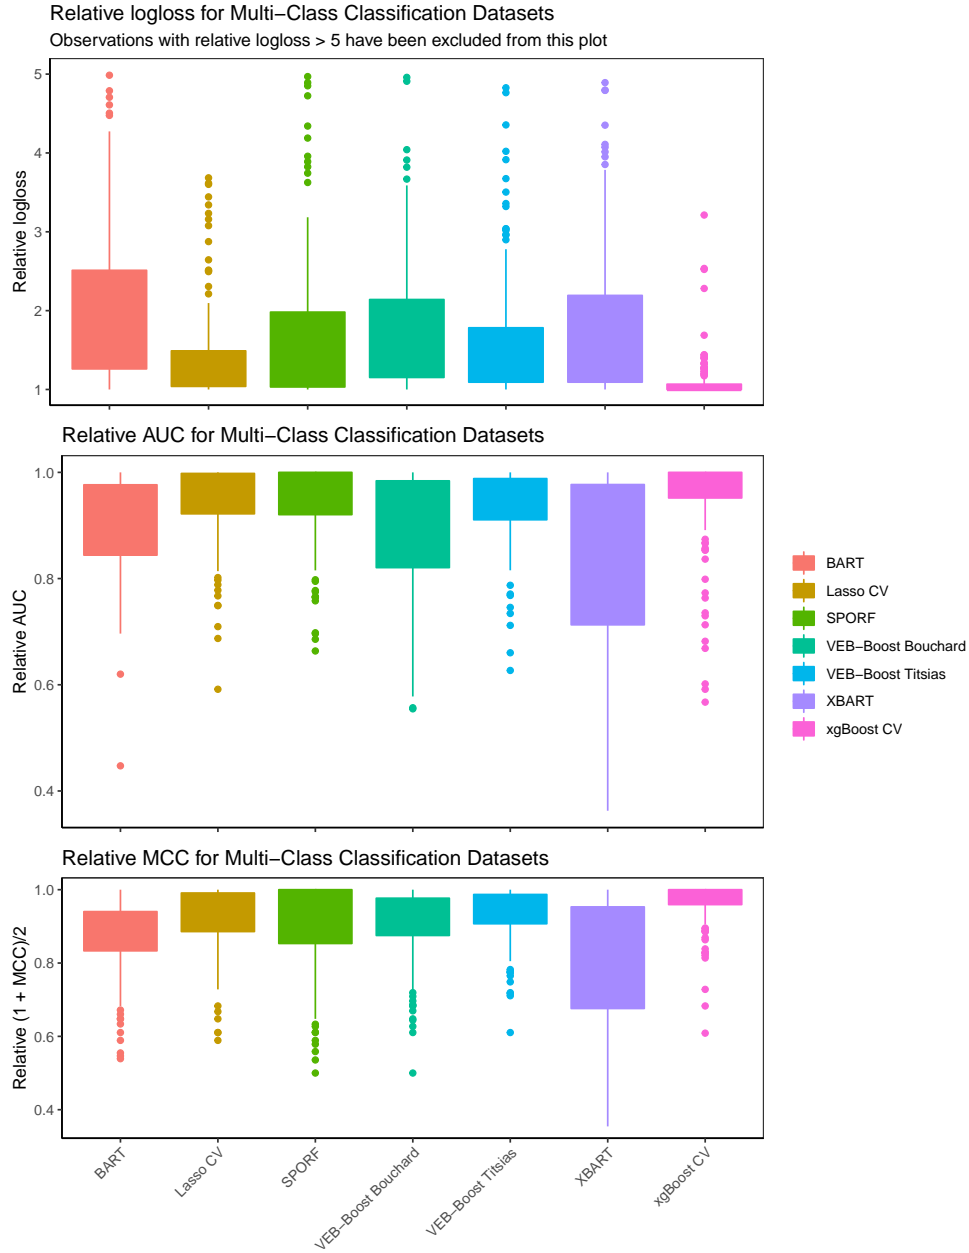 Relative logloss for Multi−Class Classification Datasets
Observations with relative logloss > 5 have been excluded from this plot
Relative logloss
5
4
3
2
1
Relative AUC for Multi−Class Classification Datasets
Relative AUC
1.0
0.8
0.6
0.4
BART
Lasso CV
SPORF
VEB−Boost Bouchard
VEB−Boost Titsias
XBART
xgBoost CV
Relative MCC for Multi−Class Classification Datasets
Relative (1 + MCC)/2
1.0
0.8
0.6
0.4
BART
Lasso CV
SPORF
VEB−Boost Bouchard
VEB−Boost Titsias
XBART
xgBoost CV